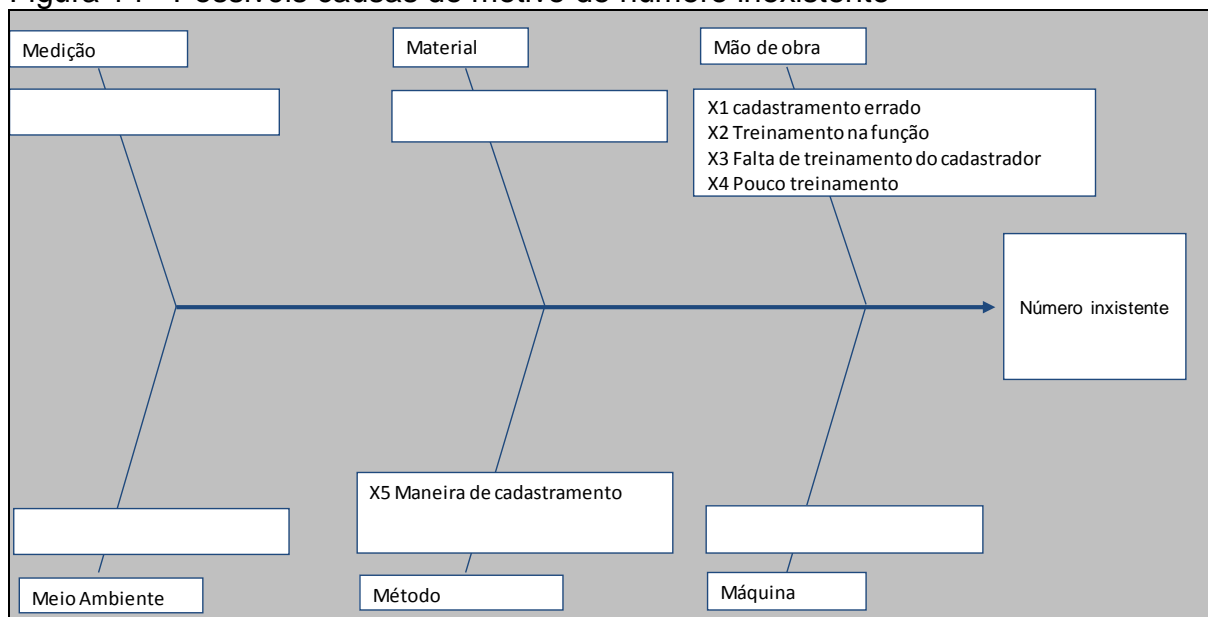 Medição
Material
Mão de obra
X1 cadastramento errado
X2 Treinamento na função
X3 Falta de treinamento do cadastrador
X4 Pouco treinamento
Número inxistente
X5 Maneira de cadastramento
Meio Ambiente
Método
Máquina